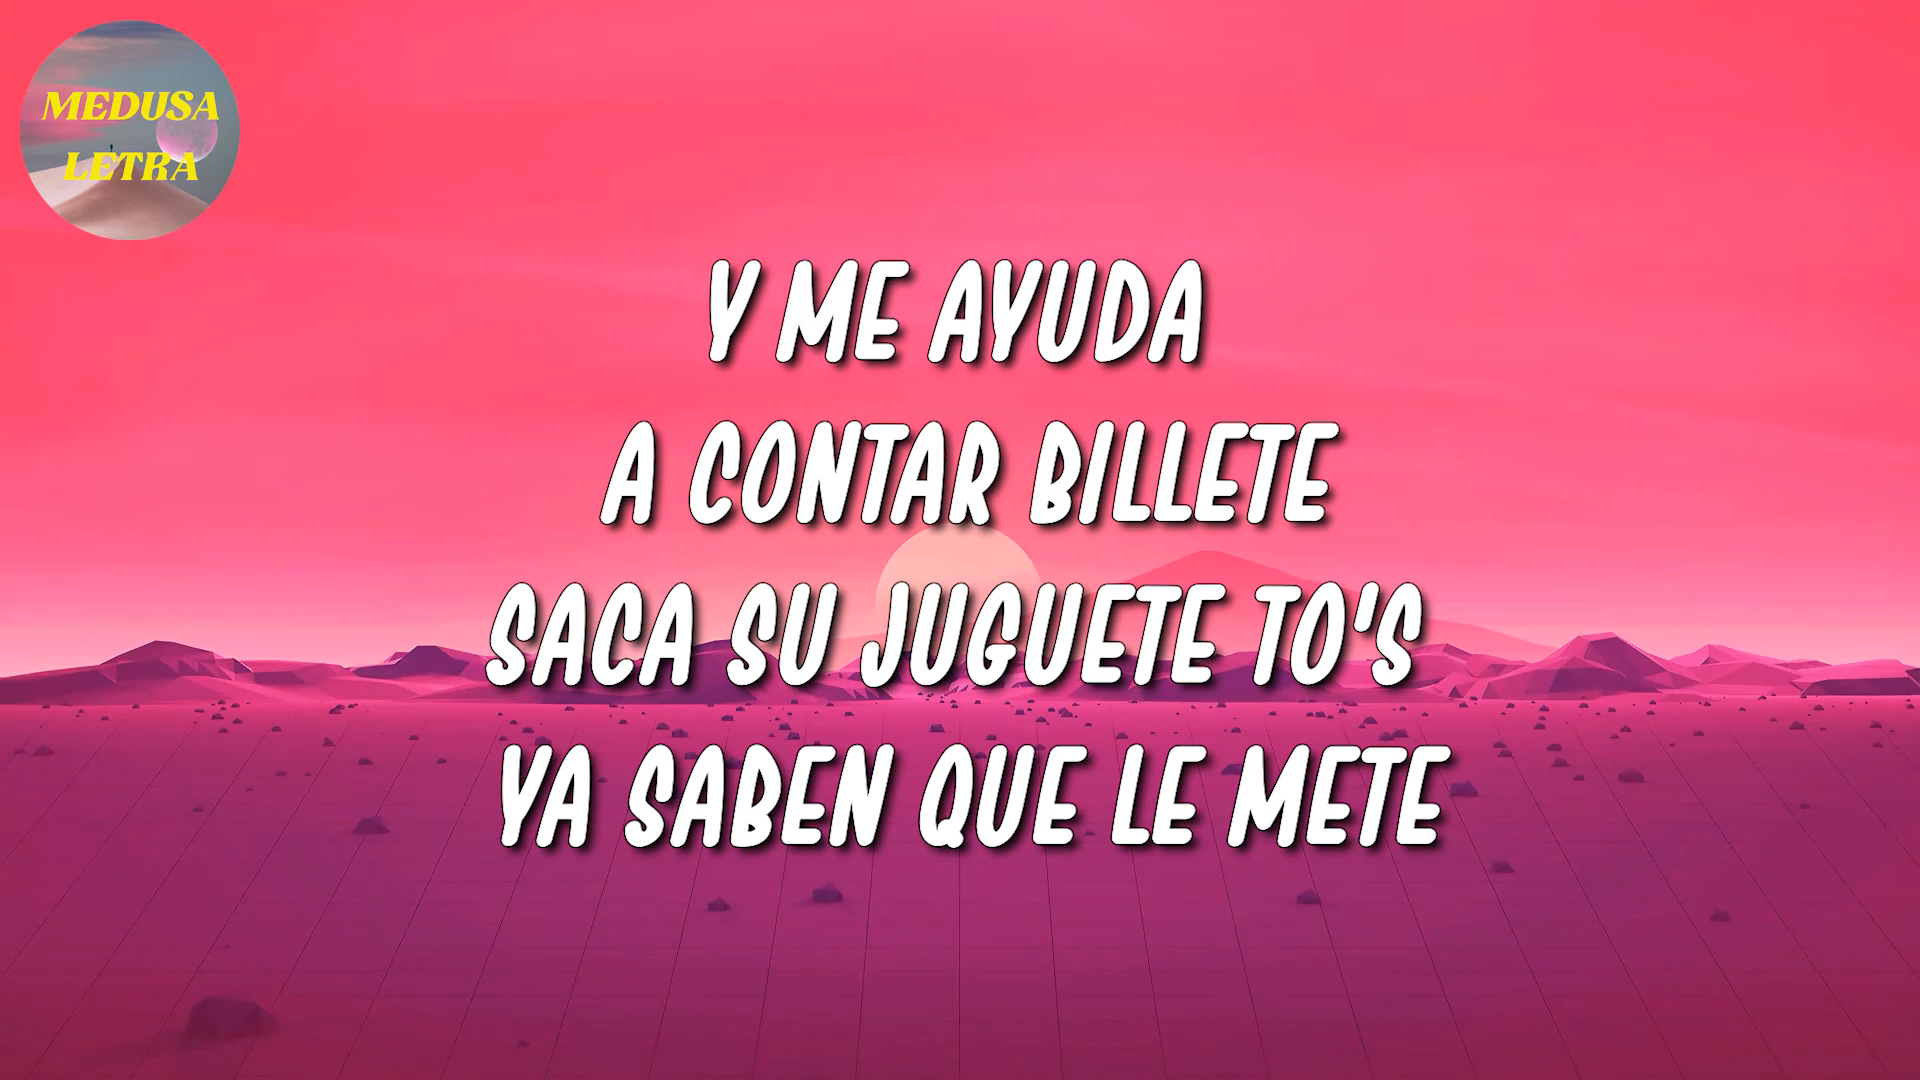 MEDUSA
LETRA
Y ME AYUDA
A CONTAR BILLETE
SACA SU JUGUETE TO'S
YA SABEN QUE LE METE